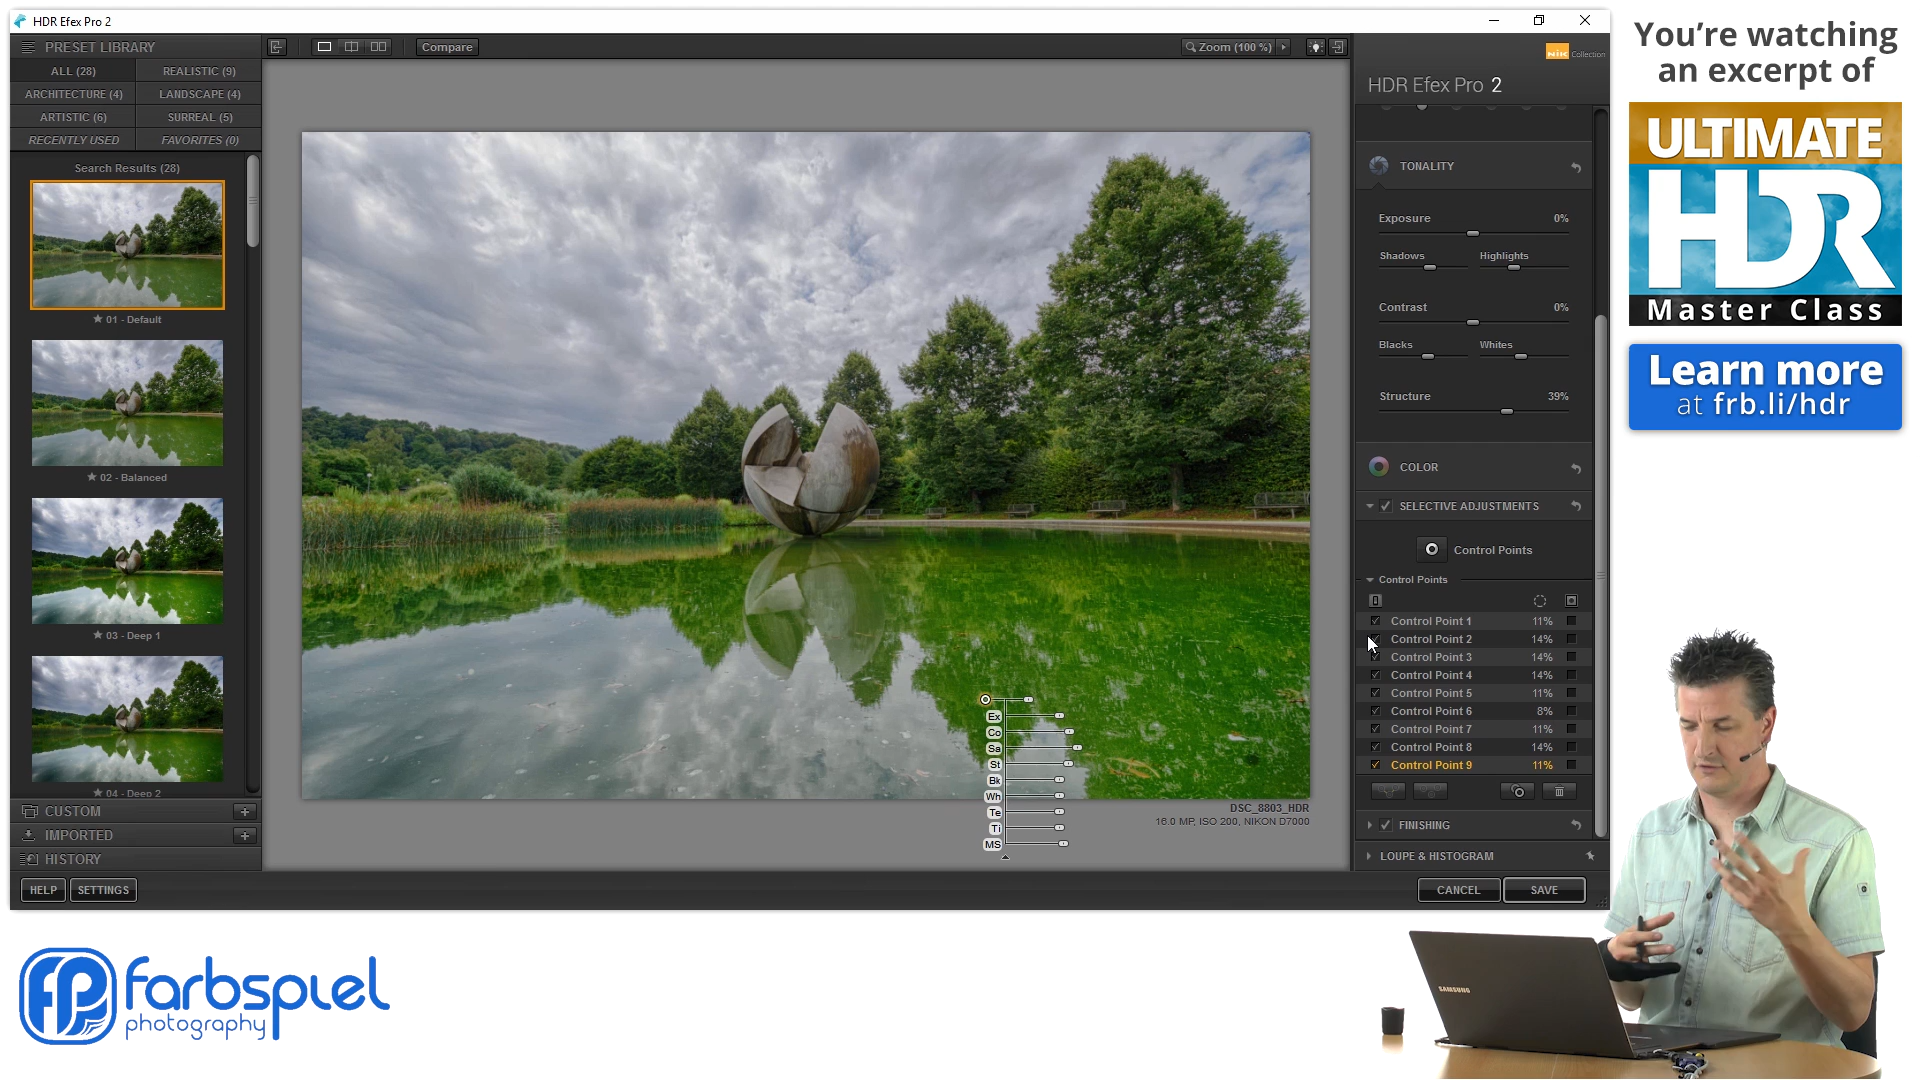 HDR Efex Pro 2
PRESET LIBRARY
ALL (28)
REALISTIC (9)
ARCHITECTURE (4)
LANDSCAPE (4)
ARTISTIC (6)
SURREAL (5)
RECENTLY USED
FAVORITES (0)
Search Results (28)
★ 01 - Default
★ 02 - Balanced
★ 03 - Deep 1
★ 04 - Deep 2
CUSTOM
IMPORTED
HISTORY
HELP
SETTINGS
Compare
Zoom (100 %)
Ex
Co
Sa
St
Bk
Wh
Te
Ti
MS
DSC_8803_HDR
16.0 MP, ISO 200, NIKON D7000
Nik Collection
HDR Efex Pro 2
TONALITY
Exposure 0%
Shadows Highlights
Contrast 0%
Blacks Whites
Structure 39%
COLOR
SELECTIVE ADJUSTMENTS
Control Points
Control Points
Control Point 1 11%
Control Point 2 14%
Control Point 3 14%
Control Point 4 14%
Control Point 5 11%
Control Point 6 8%
Control Point 7 11%
Control Point 8 14%
Control Point 9 11%
FINISHING
LOUPE & HISTOGRAM
CANCEL
SAVE
You're watching
an excerpt of
ULTIMATE
HDR
Master Class
Learn more
at frb.li/hdr
SAMSUNG
fp farbspiel
photography